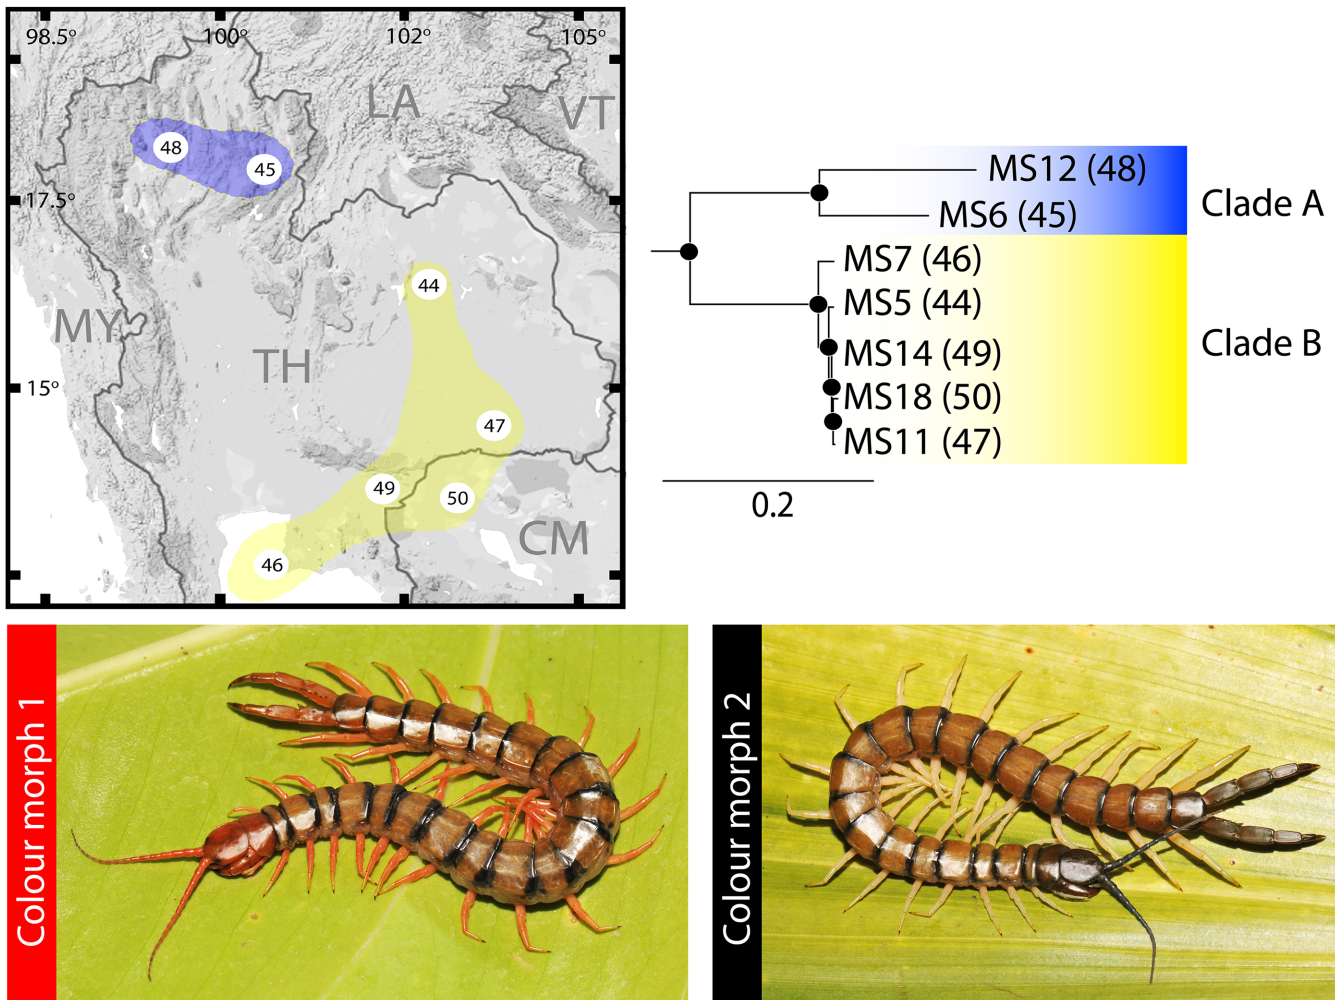 98.5°
100°
102°
105°
17.5°
15°
LA
VT
MY
TH
CM
48
45
44
47
49
50
46
MS12 (48)
MS6 (45)
MS7 (46)
MS5 (44)
MS14 (49)
MS18 (50)
MS11 (47)
Clade A
Clade B
0.2
Colour morph 1
Colour morph 2